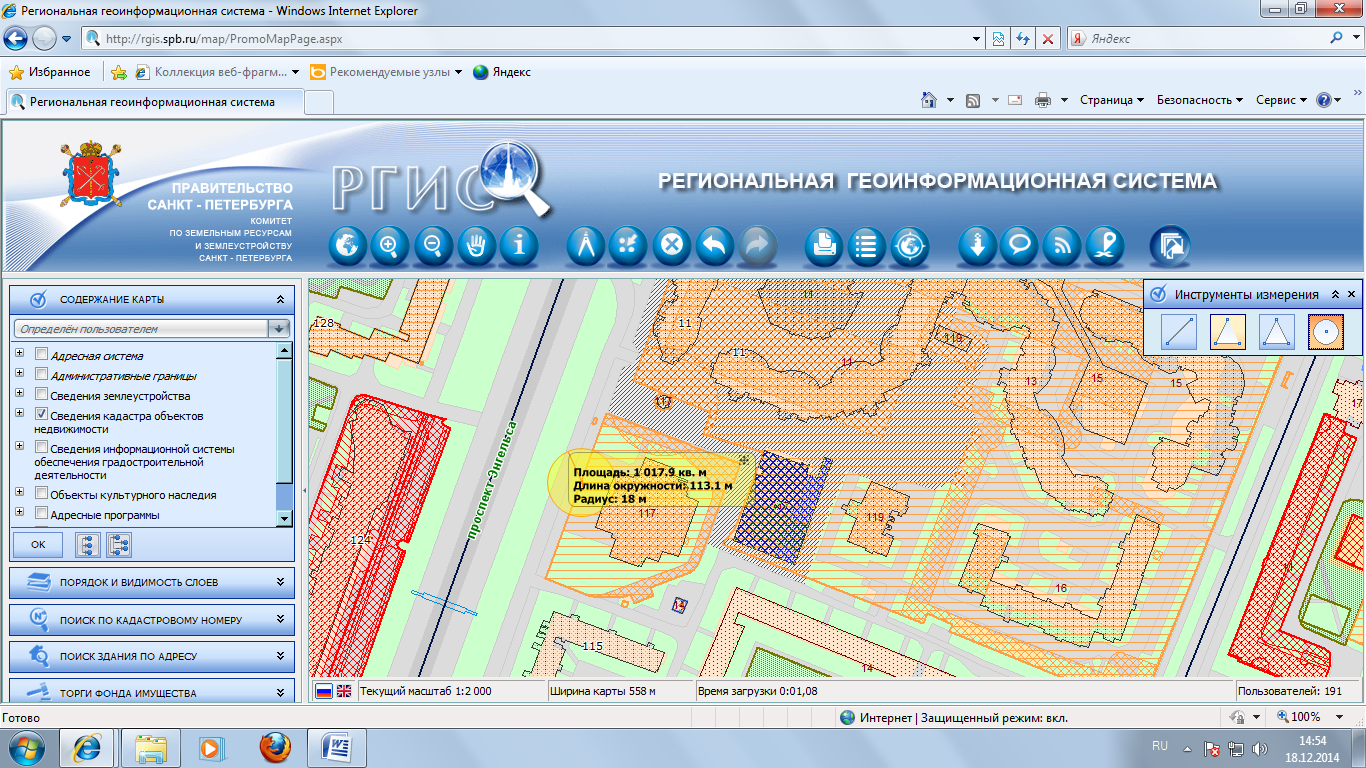 Региональная геоинформационная система - Windows Internet Explorer
http://rgis.spb.ru/map/PromoMapPage.aspx
Яндекс
Избранное
Коллекция веб-фрагм...
Рекомендуемые узлы
Яндекс
Региональная геоинформационная система
Страница
Безопасность
Сервис
ПРАВИТЕЛЬСТВО
САНКТ - ПЕТЕРБУРГА
КОМИТЕТ
ПО ЗЕМЕЛЬНЫМ РЕСУРСАМ
И ЗЕМЛЕУСТРОЙСТВУ
САНКТ - ПЕТЕРБУРГА
РГИС
РЕГИОНАЛЬНАЯ ГЕОИНФОРМАЦИОННАЯ СИСТЕМА
СОДЕРЖАНИЕ КАРТЫ
Определён пользователем
Адресная система
Административные границы
Сведения землеустройства
Сведения кадастра объектов
недвижимости
Сведения информационной системы
обеспечения градостроительной
деятельности
Объекты культурного наследия
Адресные программы
ОК
ПОРЯДОК И ВИДИМОСТЬ СЛОЕВ
ПОИСК ПО КАДАСТРОВОМУ НОМЕРУ
ПОИСК ЗДАНИЯ ПО АДРЕСУ
ТОРГИ ФОНДА ИМУЩЕСТВА
Инструменты измерения
128
11
11
11
11
119
13
15
15
17
117
проспект Энгельса
Площадь: 1 017.9 кв. м
Длина окружности: 113.1 м
Радиус: 18 м
117
119
124
16
14
115
14
Текущий масштаб 1:2 000
Ширина карты 558 м
Время загрузки 0:01,08
Пользователей: 191
Готово
Интернет | Защищенный режим: вкл.
100%
RU
14:54
18.12.2014